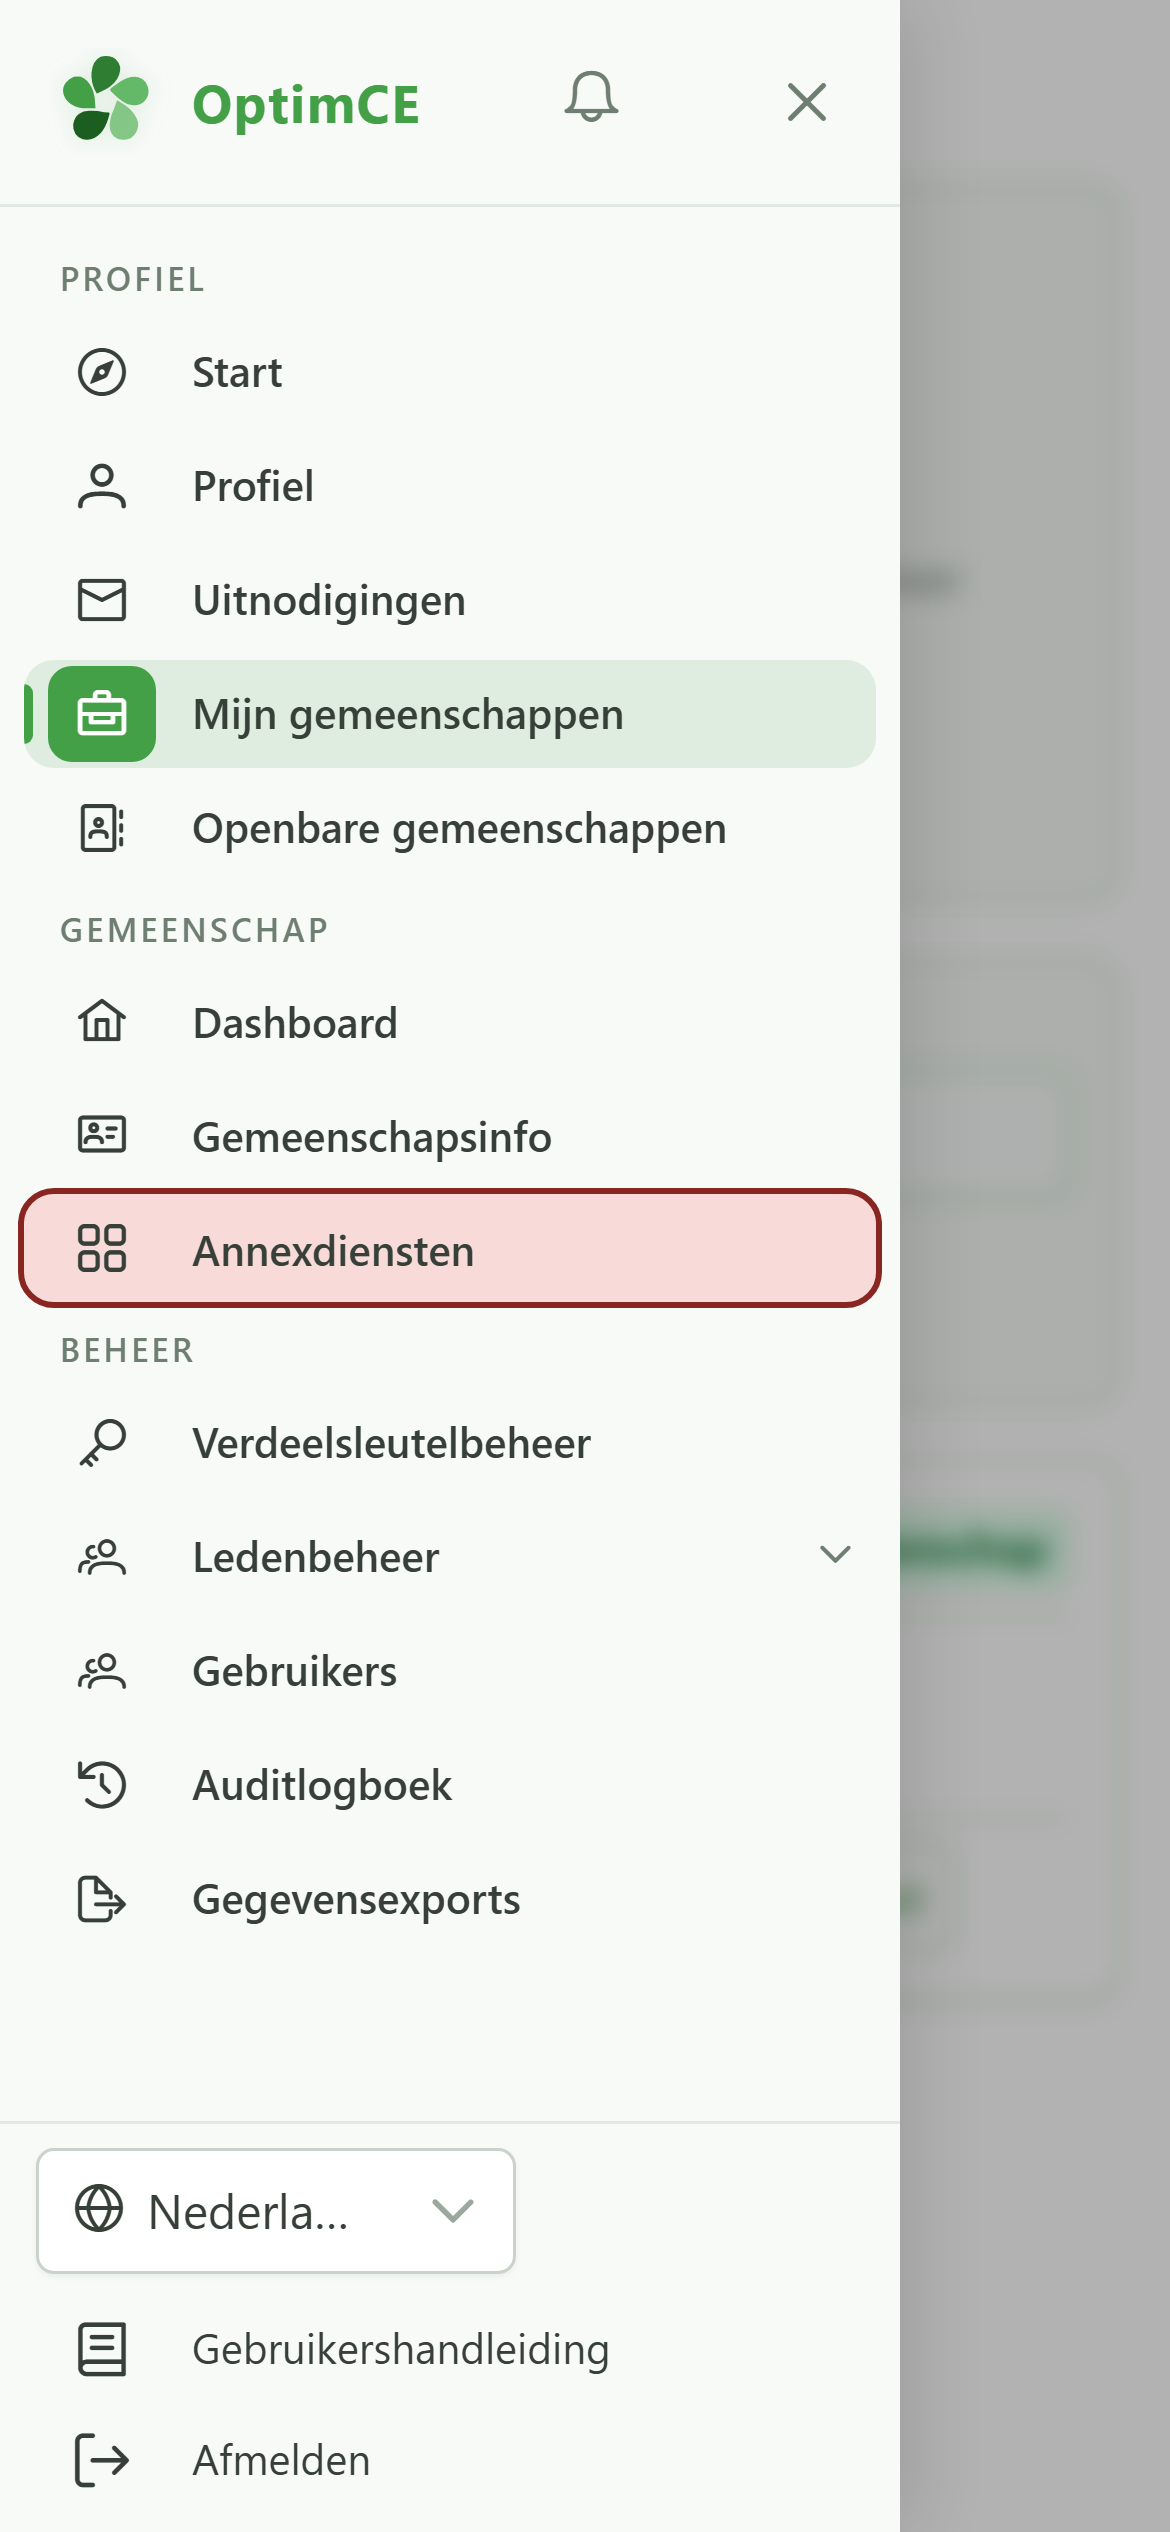 OptimCE
PROFIEL
Start
Profiel
Uitnodigingen
Mijn gemeenschappen
Openbare gemeenschappen
GEMEENSCHAP
Dashboard
Gemeenschapsinfo
Annexdiensten
BEHEER
Verdeelsleutelbeheer
Ledenbeheer
Gebruikers
Auditlogboek
Gegevensexports
Nederla...
Gebruikershandleiding
Afmelden